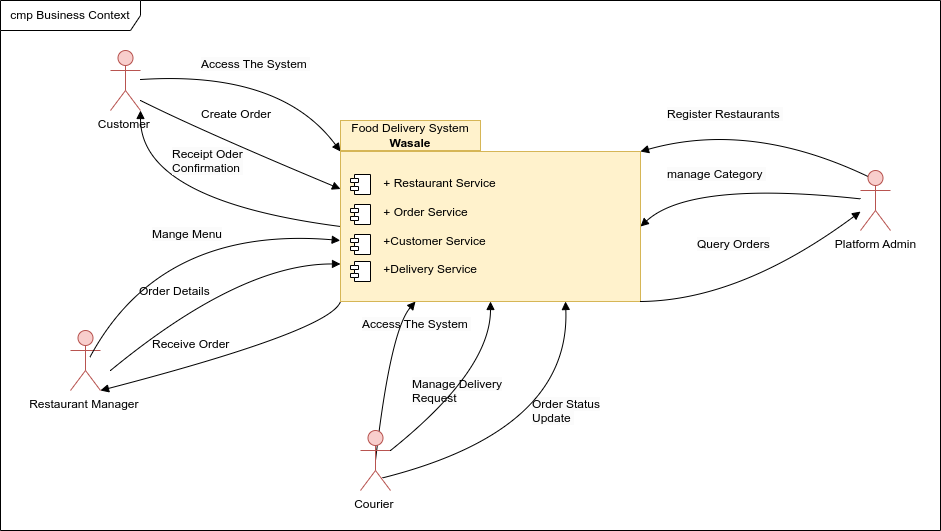 cmp Business Context
Access The System
Create Order
Customer
Receipt Oder
Confirmation
Food Delivery System
Wasale
+ Restaurant Service
+ Order Service
+Customer Service
+Delivery Service
Register Restaurants
manage Category
Query Orders
Platform Admin
Mange Menu
Order Details
Receive Order
Restaurant Manager
Access The System
Manage Delivery
Request
Order Status
Update
Courier